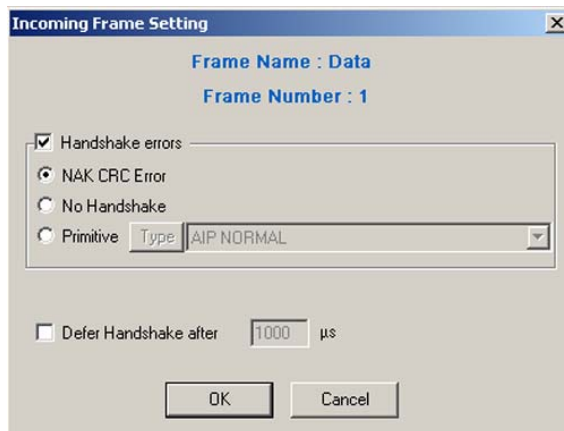 Incoming Frame Setting
Frame Name : Data
Frame Number : 1
Handshake errors
NAK CRC Error
No Handshake
Primitive Type AIP NORMAL
Defer Handshake after 1000 µs
OK Cancel